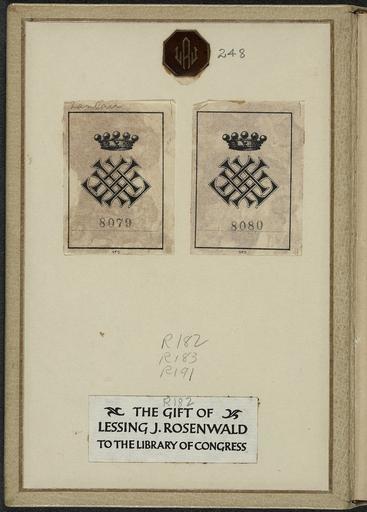 248
8079
8080
R182
R183
R191
R182
THE GIFT OF
LESSING J. ROSENWALD
TO THE LIBRARY OF CONGRESS